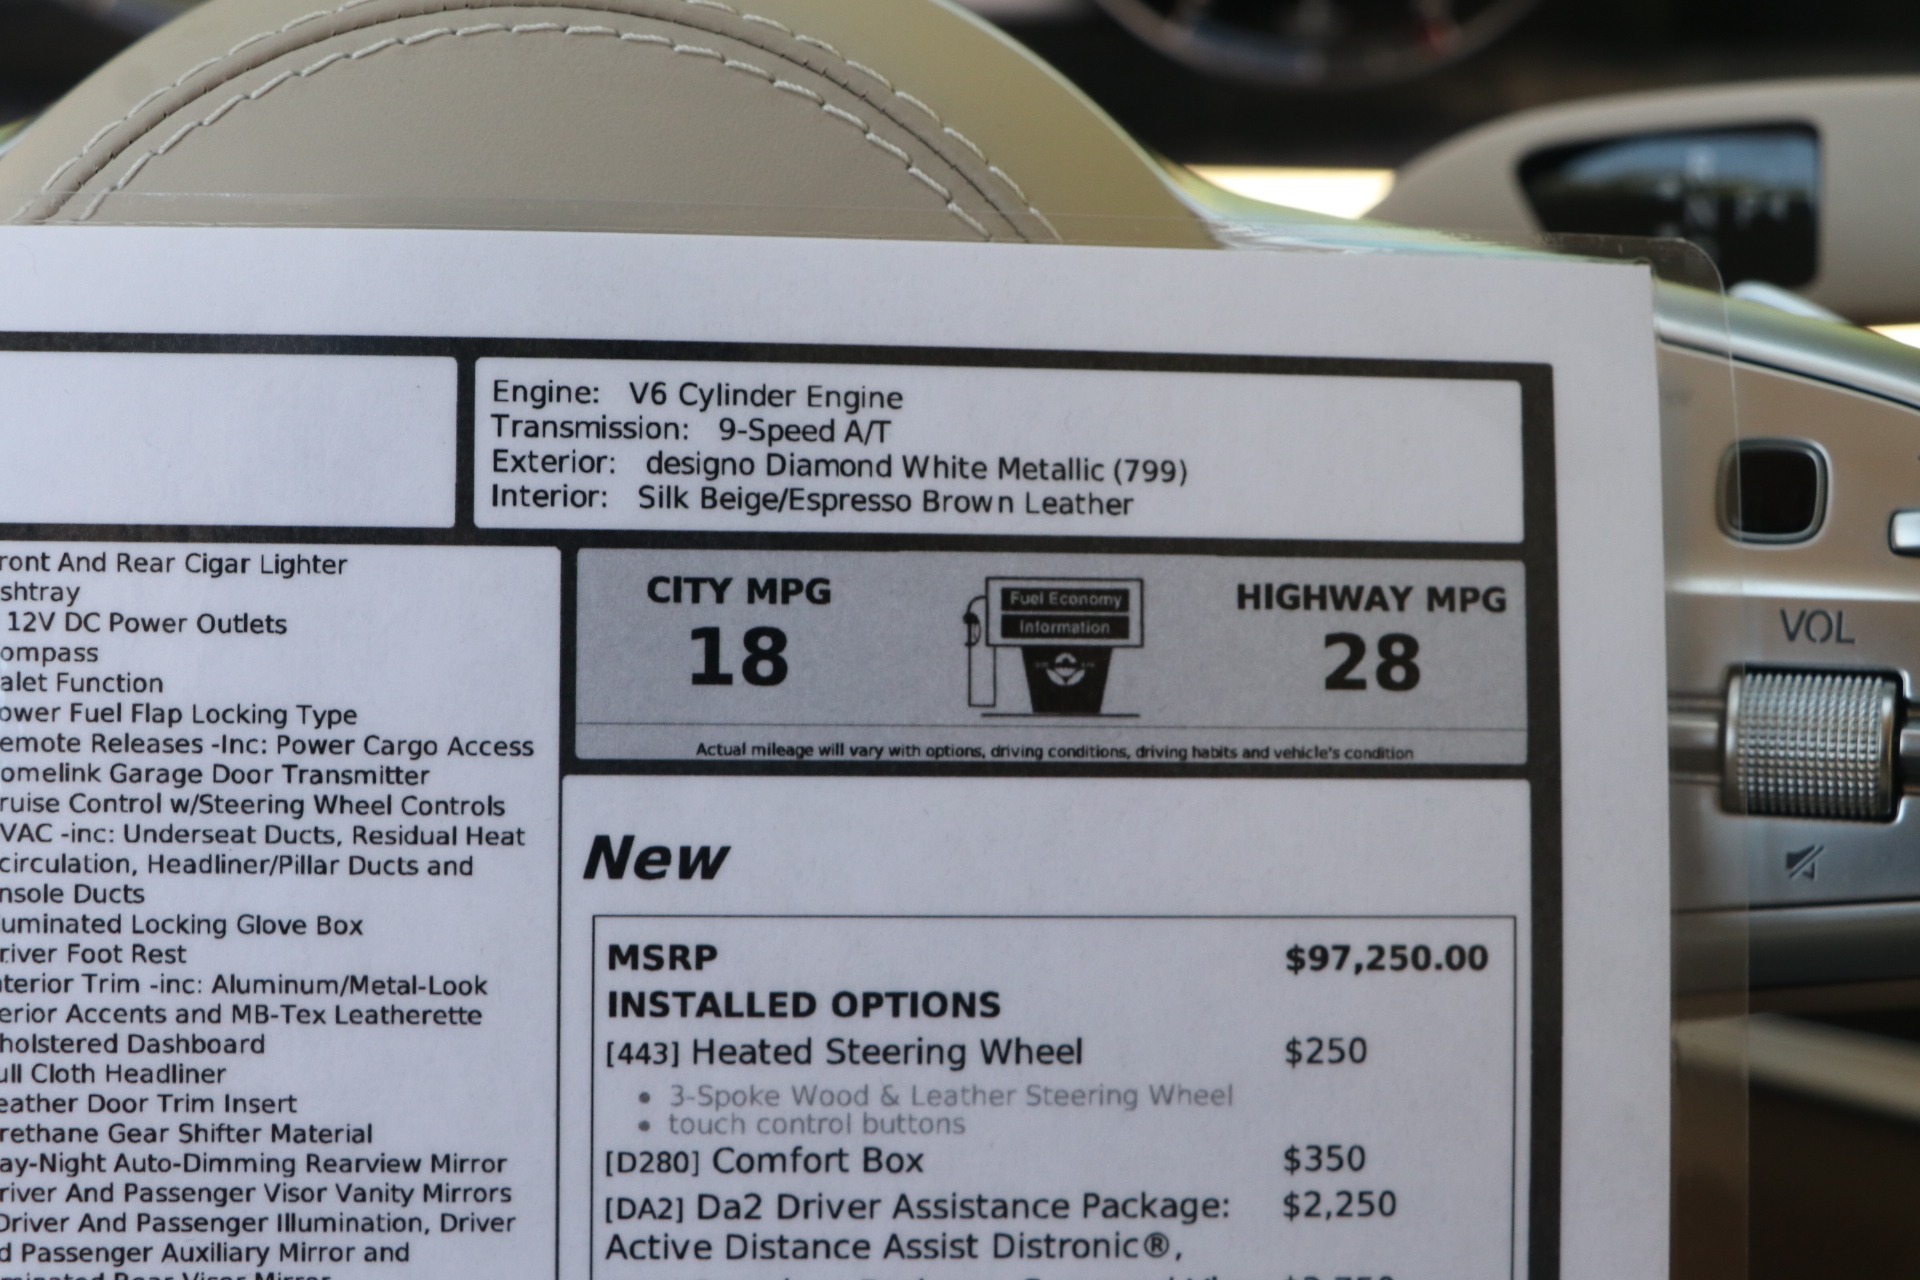 Engine: V6 Cylinder Engine
Transmission: 9-Speed A/T
Exterior: designo Diamond White Metallic (799)
Interior: Silk Beige/Espresso Brown Leather
ront And Rear Cigar Lighter
shtray
12V DC Power Outlets
ompass
alet Function
ower Fuel Flap Locking Type
emote Releases -Inc: Power Cargo Access
omelink Garage Door Transmitter
ruise Control w/Steering Wheel Controls
VAC -inc: Underseat Ducts, Residual Heat
circulation, Headliner/Pillar Ducts and
nsole Ducts
uminated Locking Glove Box
river Foot Rest
nterior Trim -inc: Aluminum/Metal-Look
erior Accents and MB-Tex Leatherette
holstered Dashboard
ull Cloth Headliner
eather Door Trim Insert
rethane Gear Shifter Material
ay-Night Auto-Dimming Rearview Mirror
river And Passenger Visor Vanity Mirrors
Driver And Passenger Illumination, Driver
d Passenger Auxiliary Mirror and
CITY MPG
18
Fuel Economy
Information
HIGHWAY MPG
28
Actual mileage will vary with options, driving conditions, driving habits and vehicle's condition
New
MSRP $97,250.00
INSTALLED OPTIONS
[443] Heated Steering Wheel $250
• 3-Spoke Wood & Leather Steering Wheel
• touch control buttons
[D280] Comfort Box $350
[DA2] Da2 Driver Assistance Package: $2,250
Active Distance Assist Distronic®,
VOL